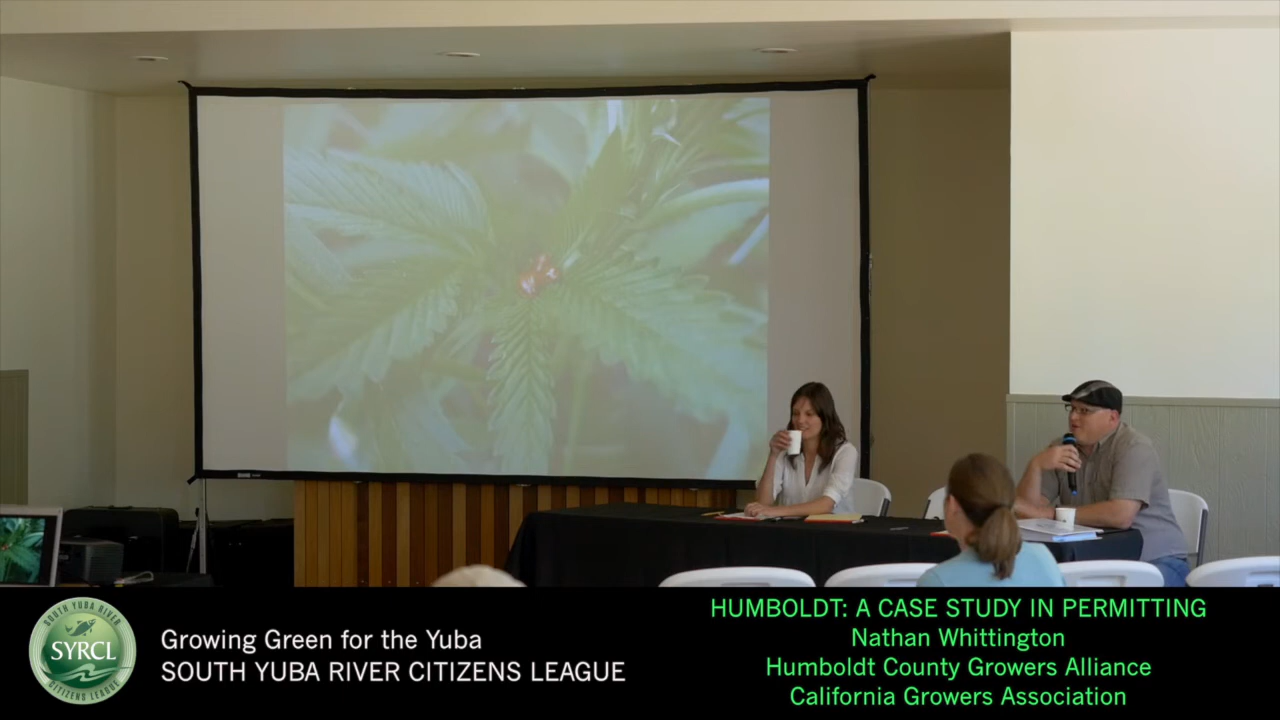 SOUTH YUBA RIVER
SYRCL
CITIZENS LEAGUE
Growing Green for the Yuba
SOUTH YUBA RIVER CITIZENS LEAGUE
HUMBOLDT: A CASE STUDY IN PERMITTING
Nathan Whittington
Humboldt County Growers Alliance
California Growers Association